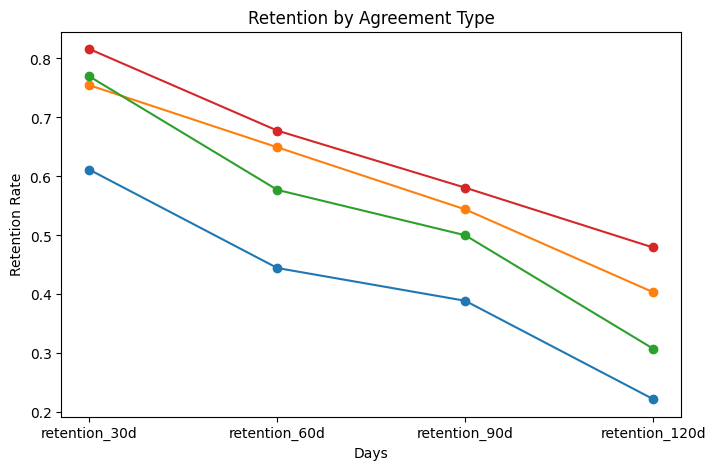 Retention by Agreement Type
Retention Rate
0.8
0.7
0.6
0.5
0.4
0.3
0.2
retention_30d retention_60d retention_90d retention_120d
Days